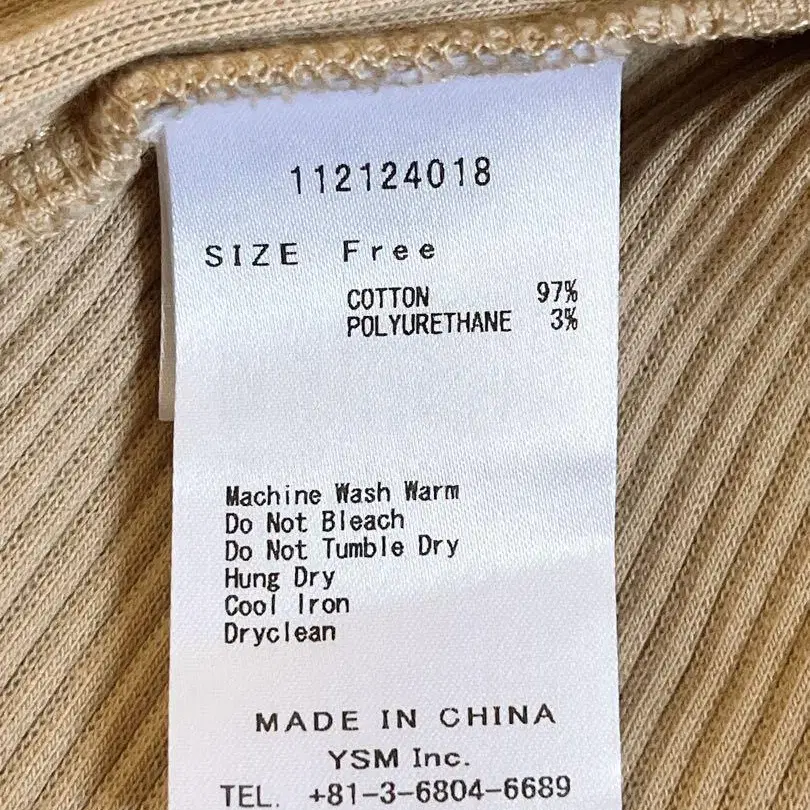 112124018
SIZE Free
COTTON 97%
POLYURETHANE 3%
Machine Wash Warm
Do Not Bleach
Do Not Tumble Dry
Hung Dry
Cool Iron
Dryclean
MADE IN CHINA
YSM Inc.
TEL. +81-3-6804-6689